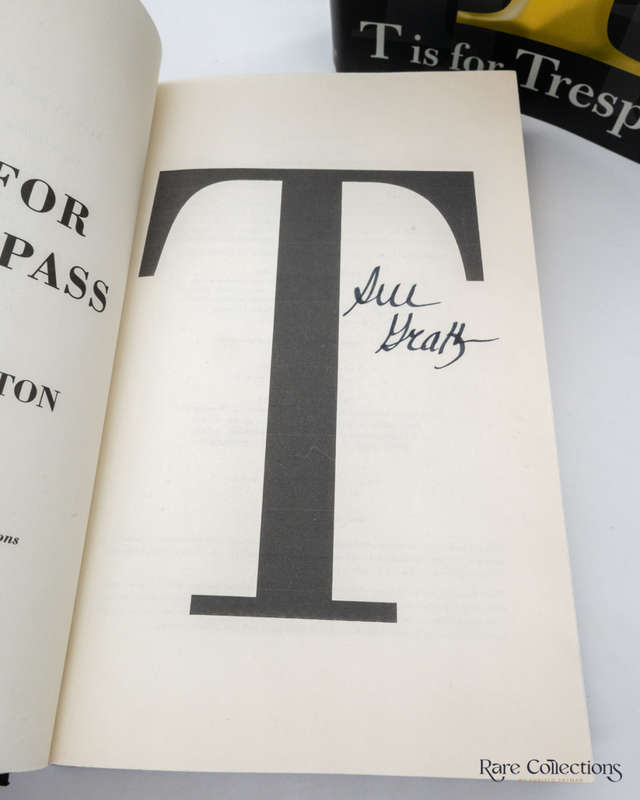 T is for Tresp
FOR
PASS
TON
ons
T
Sue
Grafton
Rare Collections